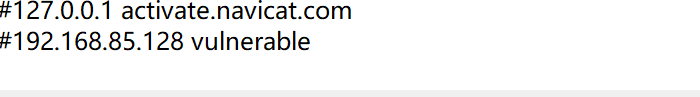 #127.0.0.1 activate.navicat.com
#192.168.85.128 vulnerable